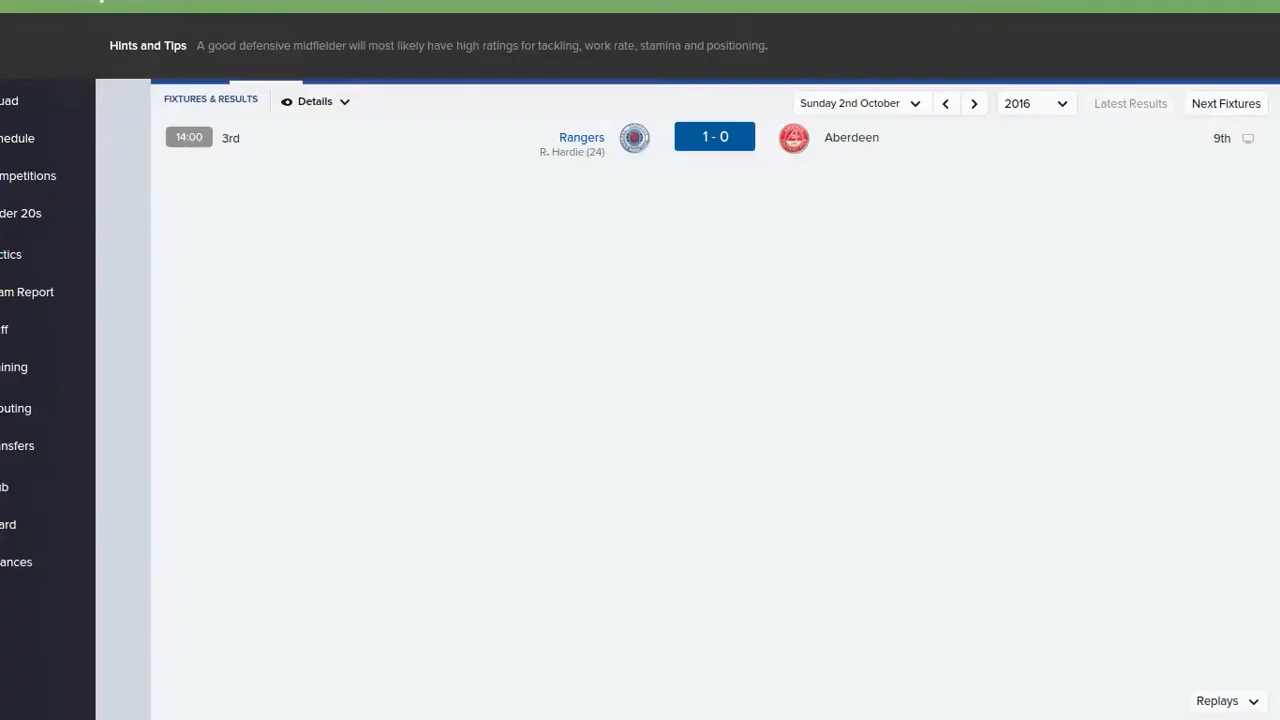 Hints and Tips A good defensive midfielder will most likely have high ratings for tackling, work rate, stamina and positioning.
FIXTURES & RESULTS Details Sunday 2nd October 2016 Latest Results Next Fixtures
14:00 3rd Rangers 1 - 0 Aberdeen 9th
R. Hardie (24)
uad
hedule
mpetitions
der 20s
ctics
am Report
ff
ining
outing
nsfers
ub
ard
ances
Replays